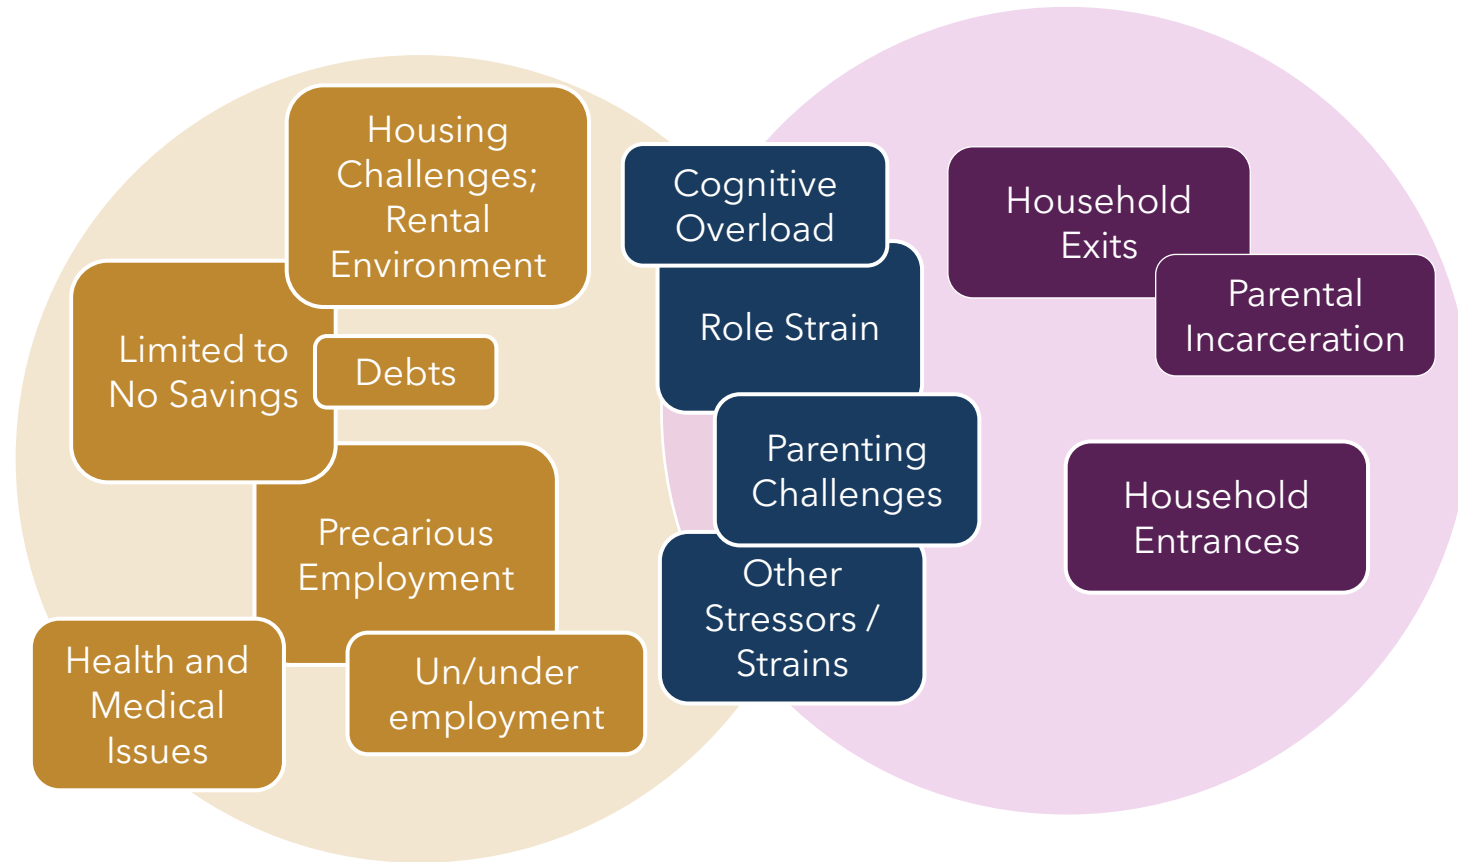 Housing
Challenges;
Rental
Environment
Limited to
No Savings
Debts
Precarious
Employment
Health and
Medical
Issues
Un/under
employment
Cognitive
Overload
Role Strain
Parenting
Challenges
Other
Stressors /
Strains
Household
Exits
Parental
Incarceration
Household
Entrances